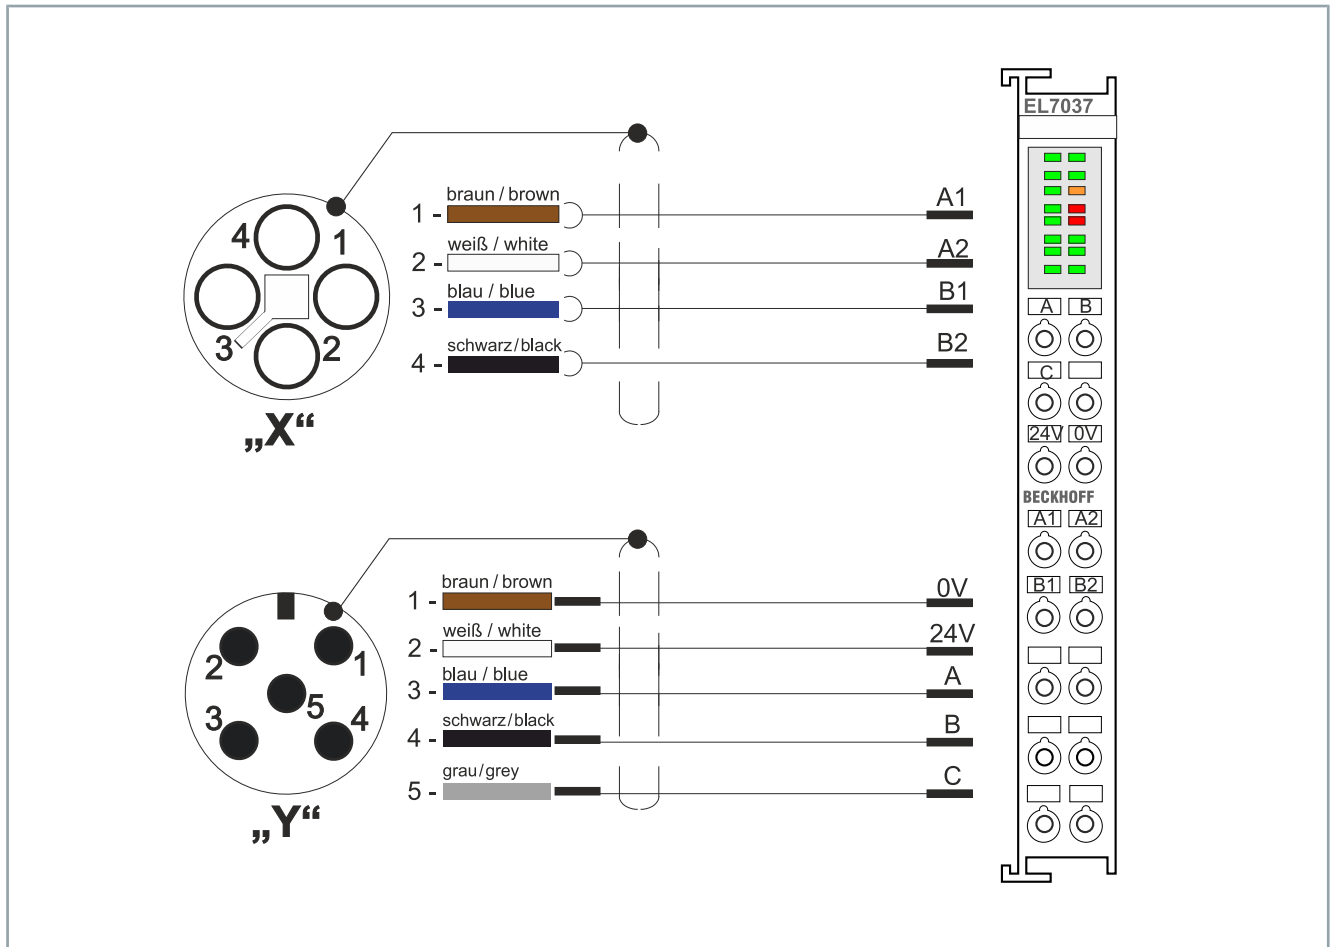 EL7037
braun / brown
1 -
A1
4
1
weiß / white
2 -
A2
blau / blue
3 -
B1
3
2
schwarz/black
4 -
B2
„X“
A B
C
24V 0V
BECKHOFF
A1 A2
B1 B2
braun / brown
1 -
0V
weiß / white
2 -
24V
2
1
blau / blue
3 -
A
5
3
4
schwarz/black
4 -
B
grau/grey
5 -
C
„Y“